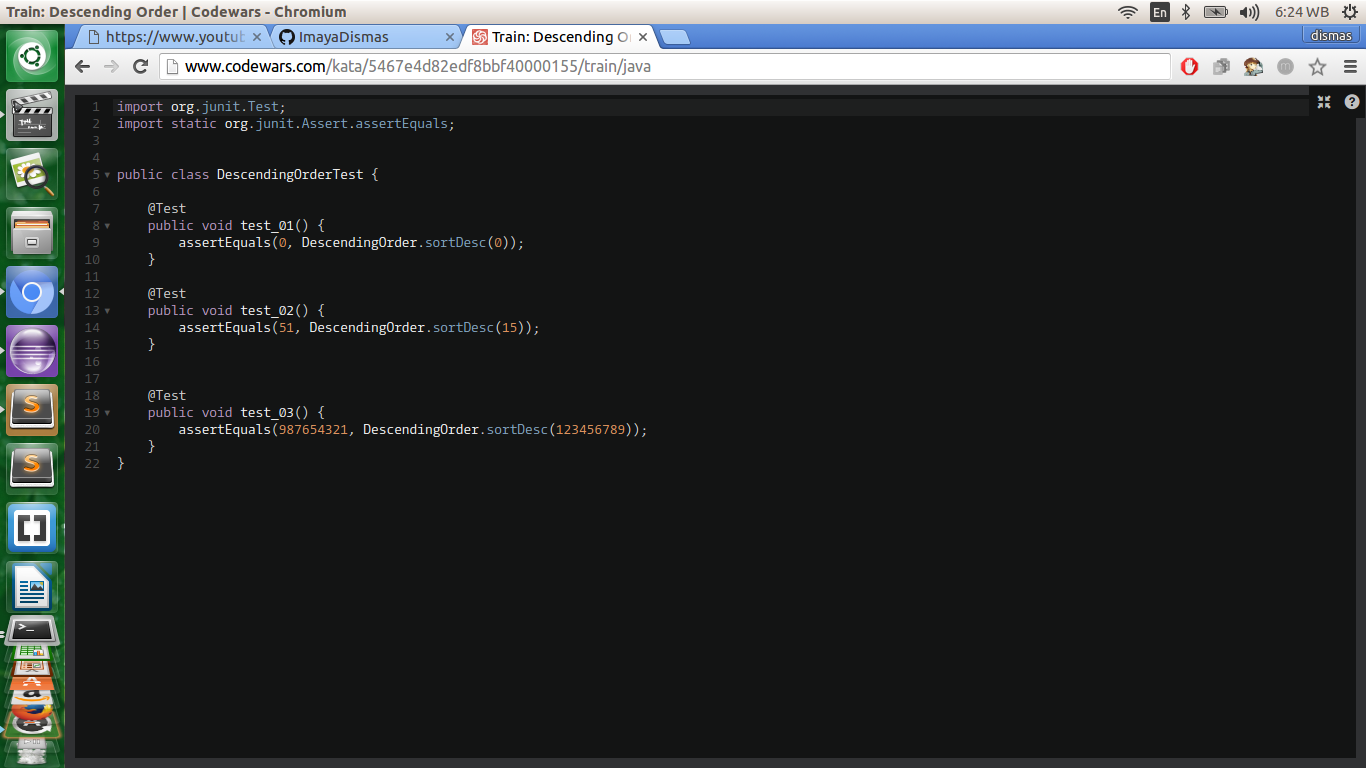 Train: Descending Order | Codewars - Chromium
En
6:24 WB
https://www.youtub
ImayaDismas
Train: Descending O
dismas
www.codewars.com/kata/5467e4d82edf8bbf40000155/train/java
1 import org.junit.Test;
2 import static org.junit.Assert.assertEquals;
3
4
5 public class DescendingOrderTest {
6
7 @Test
8 public void test_01() {
9 assertEquals(0, DescendingOrder.sortDesc(0));
10 }
11
12 @Test
13 public void test_02() {
14 assertEquals(51, DescendingOrder.sortDesc(15));
15 }
16
17
18 @Test
19 public void test_03() {
20 assertEquals(987654321, DescendingOrder.sortDesc(123456789));
21 }
22 }